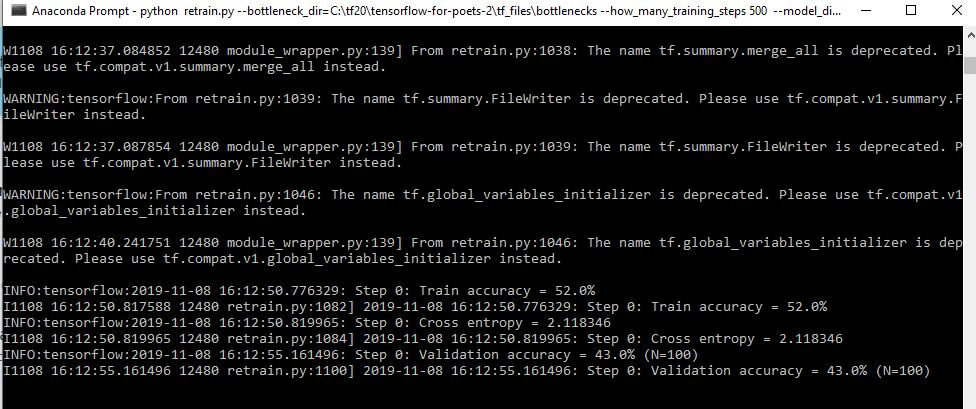 Anaconda Prompt - python  retrain.py --bottleneck_dir=C:\tf20\tensorflow-for-poets-2\tf_files\bottlenecks --how_many_training_steps 500  --model_di...
W1108 16:12:37.084852 12480 module_wrapper.py:139] From retrain.py:1038: The name tf.summary.merge_all is deprecated. Pl
ease use tf.compat.v1.summary.merge_all instead.
WARNING:tensorflow:From retrain.py:1039: The name tf.summary.FileWriter is deprecated. Please use tf.compat.v1.summary.F
ileWriter instead.
W1108 16:12:37.087854 12480 module_wrapper.py:139] From retrain.py:1039: The name tf.summary.FileWriter is deprecated. P
lease use tf.compat.v1.summary.FileWriter instead.
WARNING:tensorflow:From retrain.py:1046: The name tf.global_variables_initializer is deprecated. Please use tf.compat.v1
.global_variables_initializer instead.
W1108 16:12:40.241751 12480 module_wrapper.py:139] From retrain.py:1046: The name tf.global_variables_initializer is dep
recated. Please use tf.compat.v1.global_variables_initializer instead.
INFO:tensorflow:2019-11-08 16:12:50.776329: Step 0: Train accuracy = 52.0%
I1108 16:12:50.817588 12480 retrain.py:1082] 2019-11-08 16:12:50.776329: Step 0: Train accuracy = 52.0%
INFO:tensorflow:2019-11-08 16:12:50.819965: Step 0: Cross entropy = 2.118346
I1108 16:12:50.819965 12480 retrain.py:1084] 2019-11-08 16:12:50.819965: Step 0: Cross entropy = 2.118346
INFO:tensorflow:2019-11-08 16:12:55.161496: Step 0: Validation accuracy = 43.0% (N=100)
I1108 16:12:55.161496 12480 retrain.py:1100] 2019-11-08 16:12:55.161496: Step 0: Validation accuracy = 43.0% (N=100)